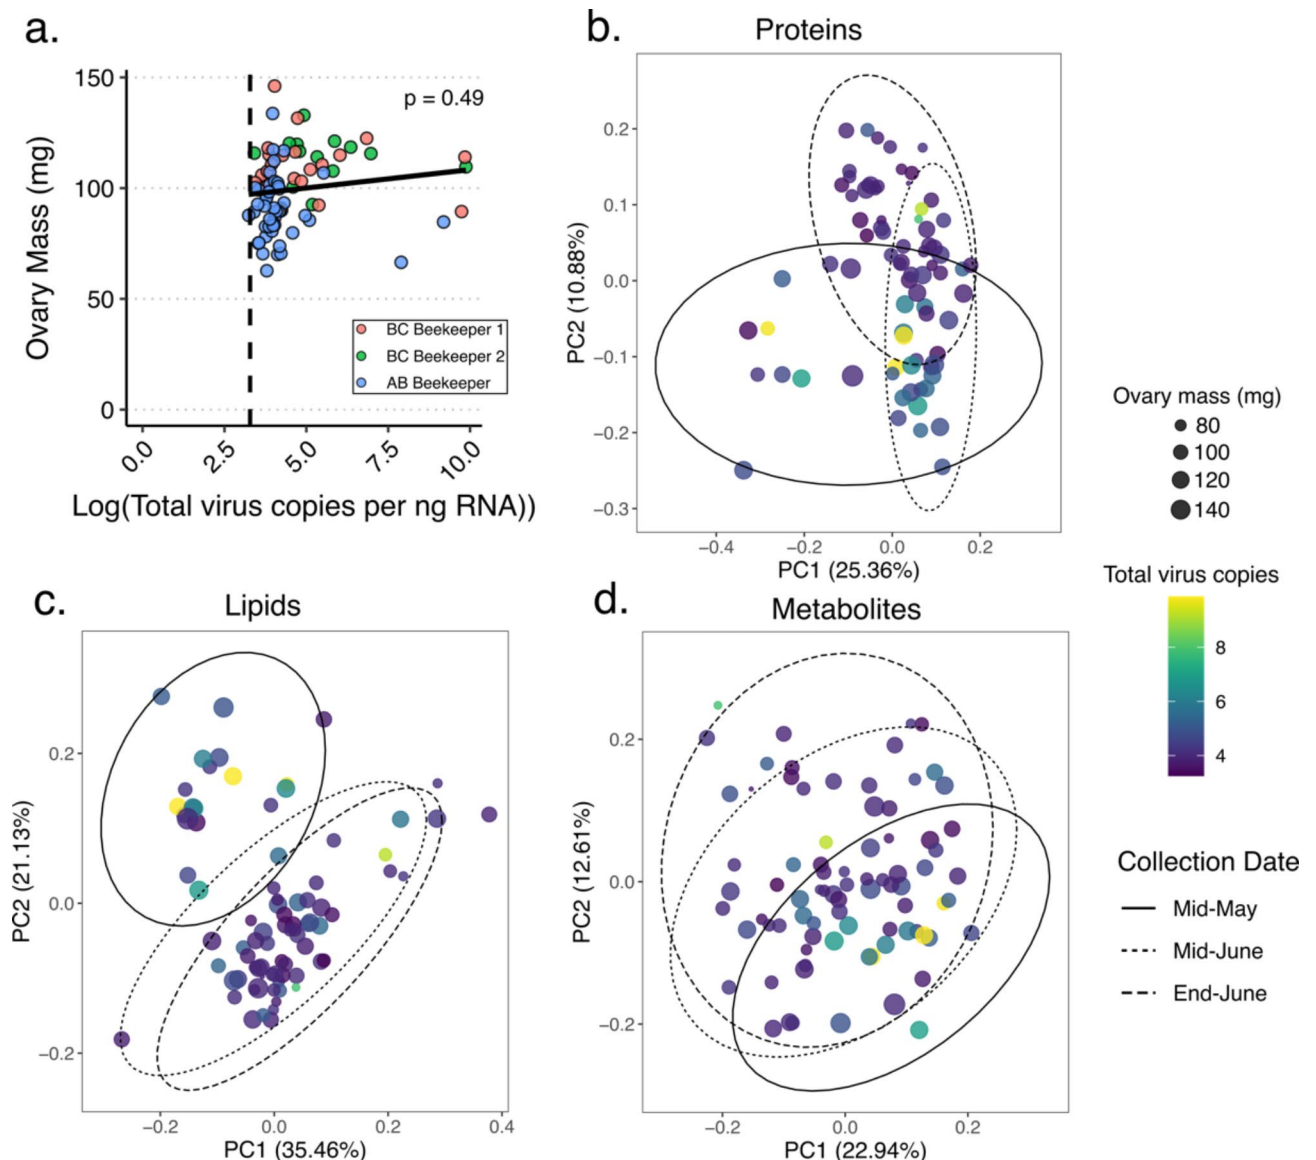 a.
150
100
50
0
Ovary Mass (mg)
p = 0.49
BC Beekeeper 1
BC Beekeeper 2
AB Beekeeper
0.0
2.5
5.0
7.5
10.0
Log(Total virus copies per ng RNA))
b.
Proteins
0.2
0.1
0.0
−0.1
−0.2
−0.3
PC2 (10.88%)
−0.4
−0.2
0.0
0.2
PC1 (25.36%)
Ovary mass (mg)
80
100
120
140
Total virus copies
8
6
4
Collection Date
Mid-May
Mid-June
End-June
c.
Lipids
0.2
0.0
−0.2
PC2 (21.13%)
−0.2
0.0
0.2
0.4
PC1 (35.46%)
d.
Metabolites
0.2
0.0
−0.2
PC2 (12.61%)
−0.2
0.0
0.2
PC1 (22.94%)